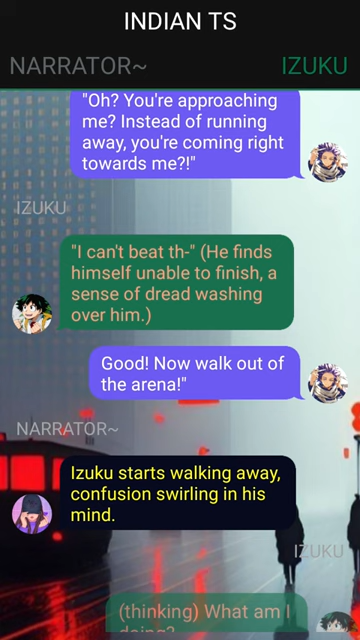 INDIAN TS
NARRATOR~ IZUKU
"Oh? You're approaching
me? Instead of running
away, you're coming right
towards me?!"
IZUKU
"I can't beat th-" (He finds
himself unable to finish, a
sense of dread washing
over him.)
Good! Now walk out of
the arena!"
NARRATOR~
Izuku starts walking away,
confusion swirling in his
mind.
IZUKU
(thinking) What am I
doing?